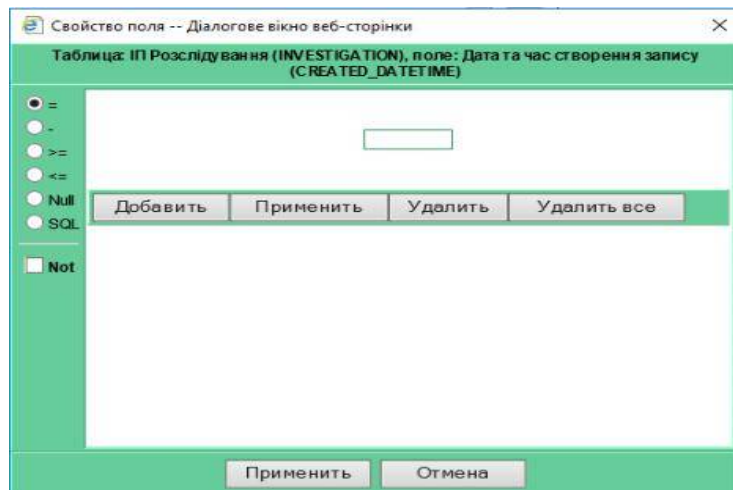 Свойство поля -- Діалогове вікно веб-сторінки
Таблица: ІП Розслідування (INVESTIGATION), поле: Дата та час створення запису
(CREATED_DATETIME)
=
-
>=
<=
Null
SQL
Добавить Применить Удалить Удалить все
Not
Применить Отмена